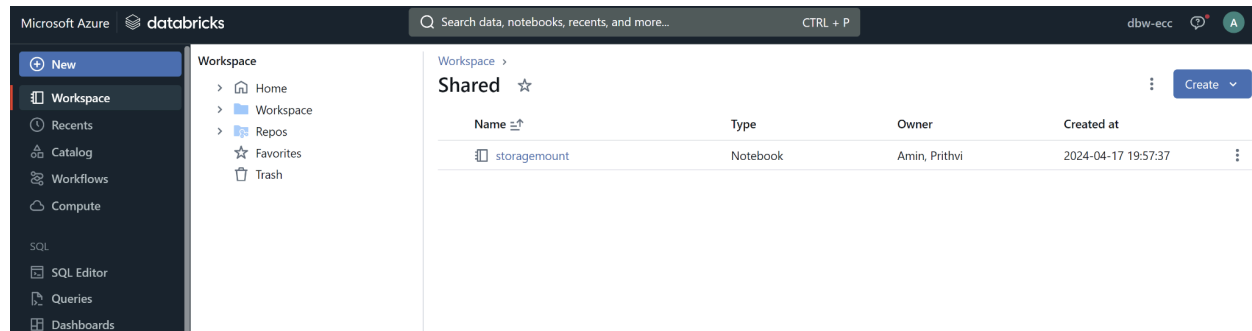 Microsoft Azure databricks
Search data, notebooks, recents, and more... CTRL + P
dbw-ecc A
New
Workspace
Recents
Catalog
Workflows
Compute
SQL
SQL Editor
Queries
Dashboards
Workspace
Home
Workspace
Repos
Favorites
Trash
Workspace ›
Shared
Create
Name Type Owner Created at
storagemount Notebook Amin, Prithvi 2024-04-17 19:57:37